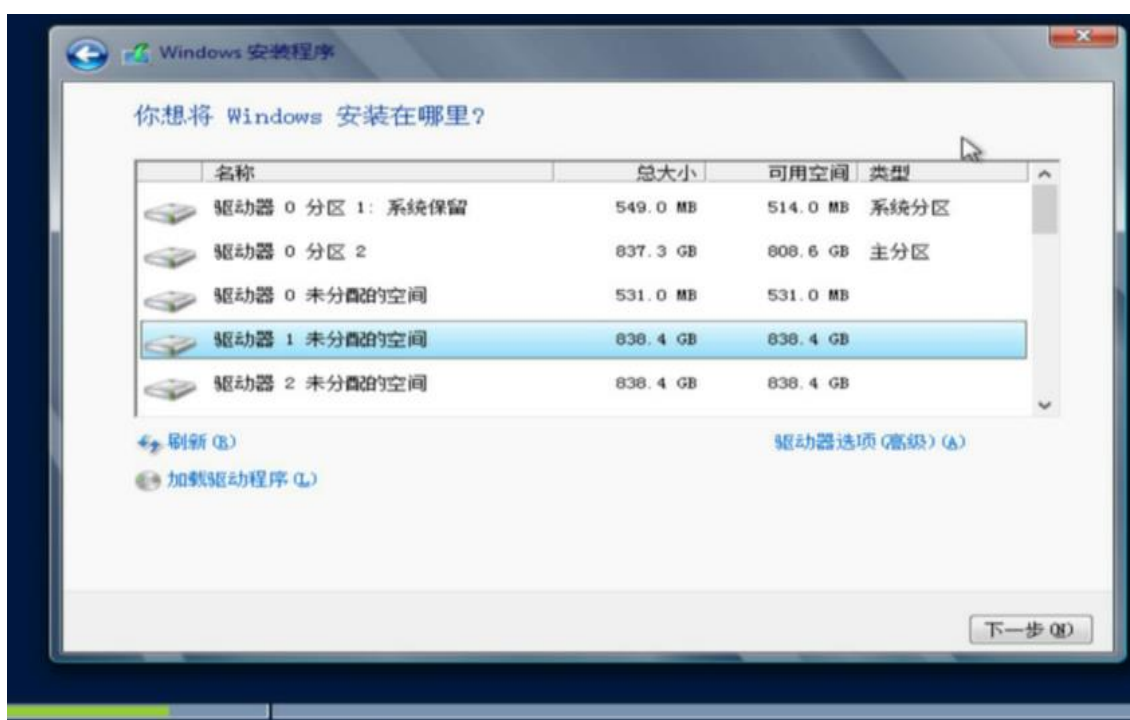 Windows 安装程序
你想将 Windows 安装在哪里?
名称 总大小 可用空间 类型
驱动器 0 分区 1: 系统保留 549.0 MB 514.0 MB 系统分区
驱动器 0 分区 2 837.3 GB 808.6 GB 主分区
驱动器 0 未分配的空间 531.0 MB 531.0 MB
驱动器 1 未分配的空间 838.4 GB 838.4 GB
驱动器 2 未分配的空间 838.4 GB 838.4 GB
刷新(R) 驱动器选项(高级)(A)
加载驱动程序(L)
下一步(N)